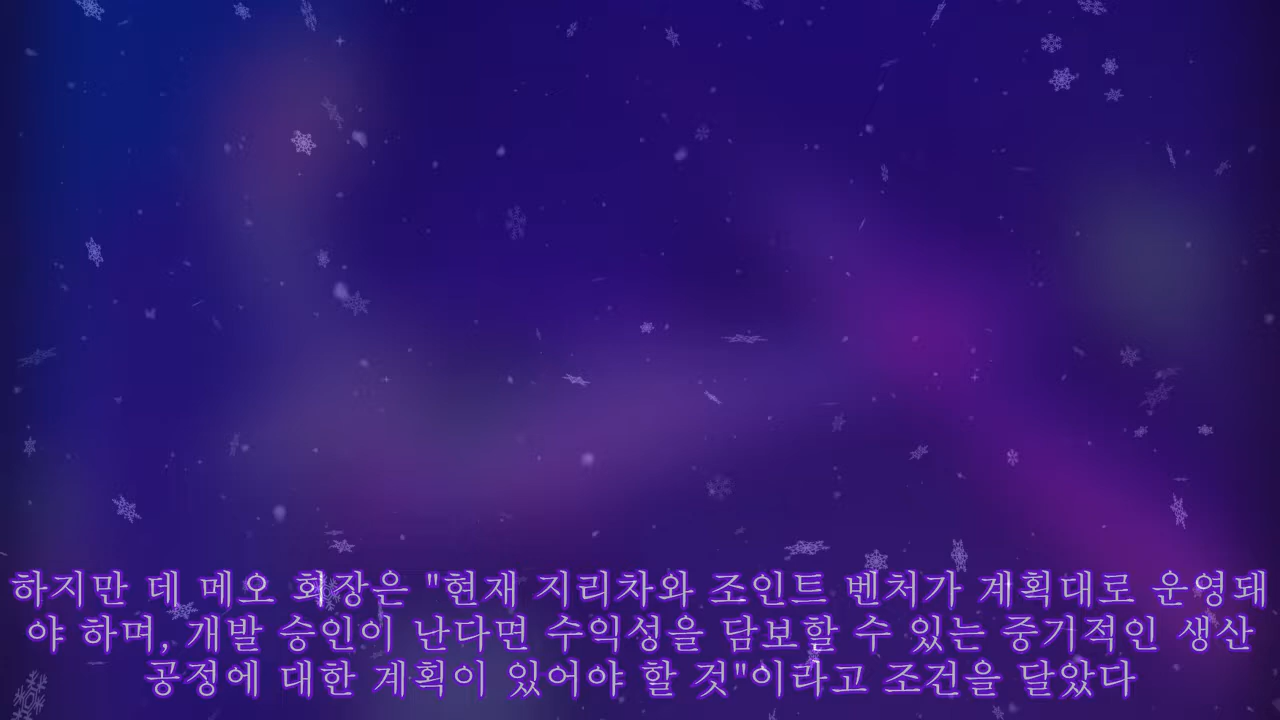 하지만 데 메오 회장은 "현재 지리차와 조인트 벤처가 계획대로 운영돼
야 하며, 개발 승인이 난다면 수익성을 담보할 수 있는 중기적인 생산
공정에 대한 계획이 있어야 할 것"이라고 조건을 달았다